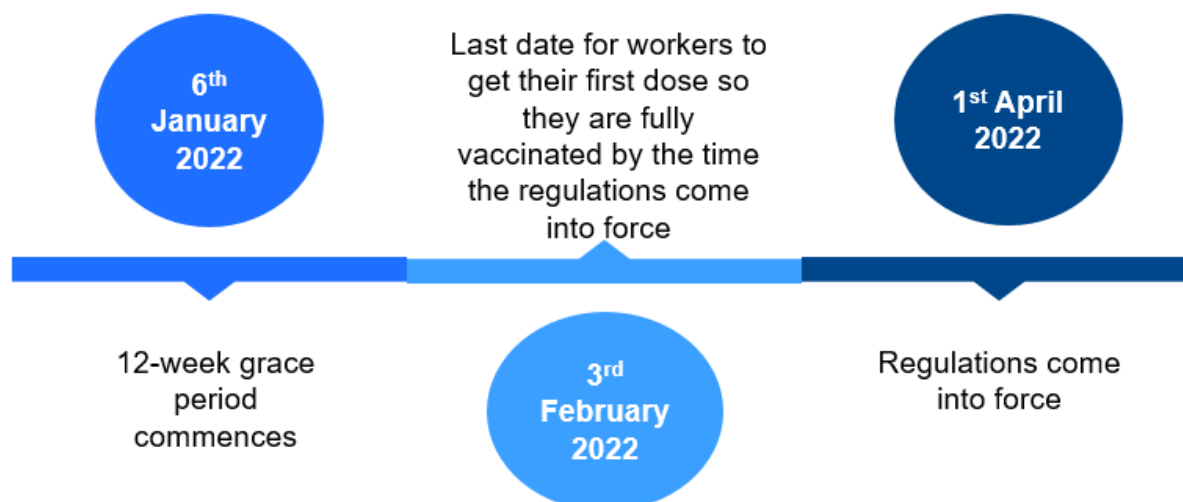 6th
January
2022
12-week grace
period
commences
Last date for workers to
get their first dose so
they are fully
vaccinated by the time
the regulations come
into force
3rd
February
2022
1st April
2022
Regulations come
into force